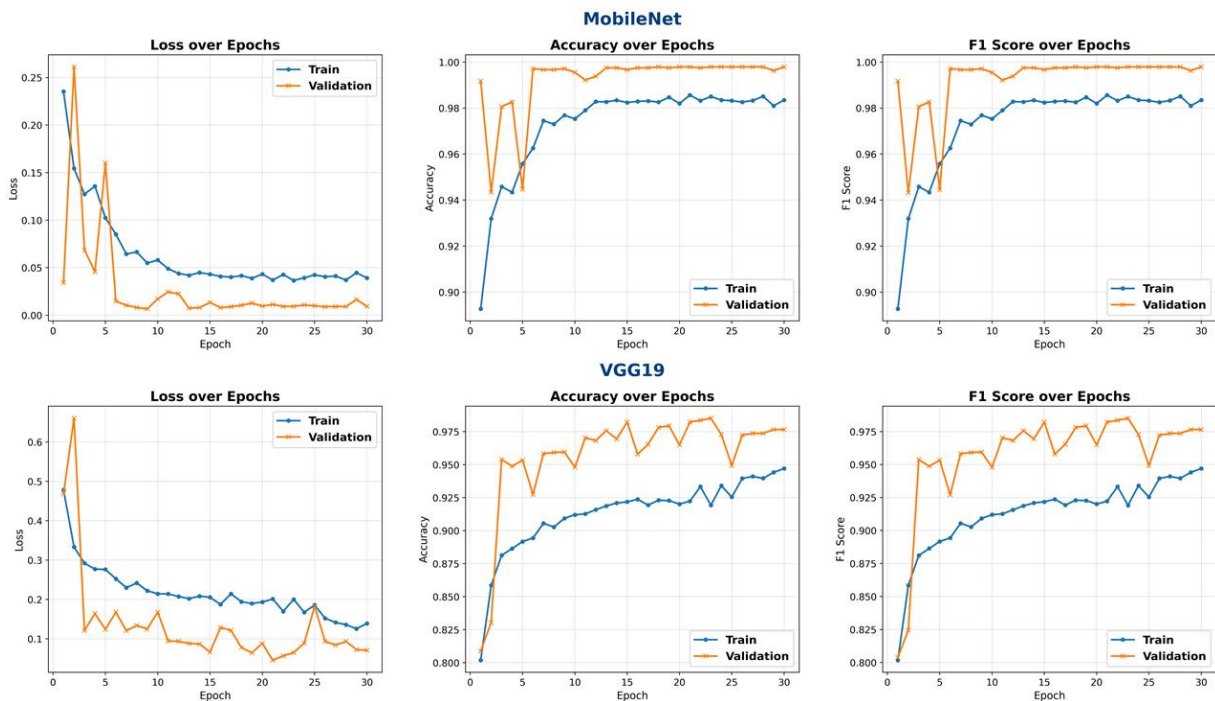 MobileNet
Loss over Epochs
Loss
0.25
0.20
0.15
0.10
0.05
0.00
0 5 10 15 20 25 30
Epoch
Train
Validation
Accuracy over Epochs
Accuracy
1.00
0.98
0.96
0.94
0.92
0.90
0 5 10 15 20 25 30
Epoch
Train
Validation
F1 Score over Epochs
F1 Score
1.00
0.98
0.96
0.94
0.92
0.90
0 5 10 15 20 25 30
Epoch
Train
Validation
VGG19
Loss over Epochs
Loss
0.6
0.5
0.4
0.3
0.2
0.1
0 5 10 15 20 25 30
Epoch
Train
Validation
Accuracy over Epochs
Accuracy
0.975
0.950
0.925
0.900
0.875
0.850
0.825
0.800
0 5 10 15 20 25 30
Epoch
Train
Validation
F1 Score over Epochs
F1 Score
0.975
0.950
0.925
0.900
0.875
0.850
0.825
0.800
0 5 10 15 20 25 30
Epoch
Train
Validation